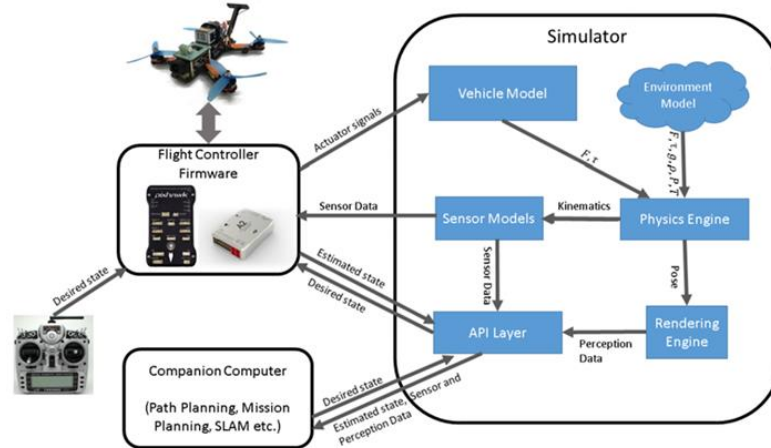 Simulator
Vehicle Model
Environment
Model
Actuator signals
F, τ
F, τ, g, ρ, P, T
Flight Controller
Firmware
pixhawk
Sensor Data
Sensor Models
Kinematics
Physics Engine
Desired state
Estimated state
Desired state
Sensor Data
Pose
API Layer
Perception
Data
Rendering
Engine
Companion Computer
(Path Planning, Mission
Planning, SLAM etc.)
Desired state
Estimated state, Sensor and
Perception Data